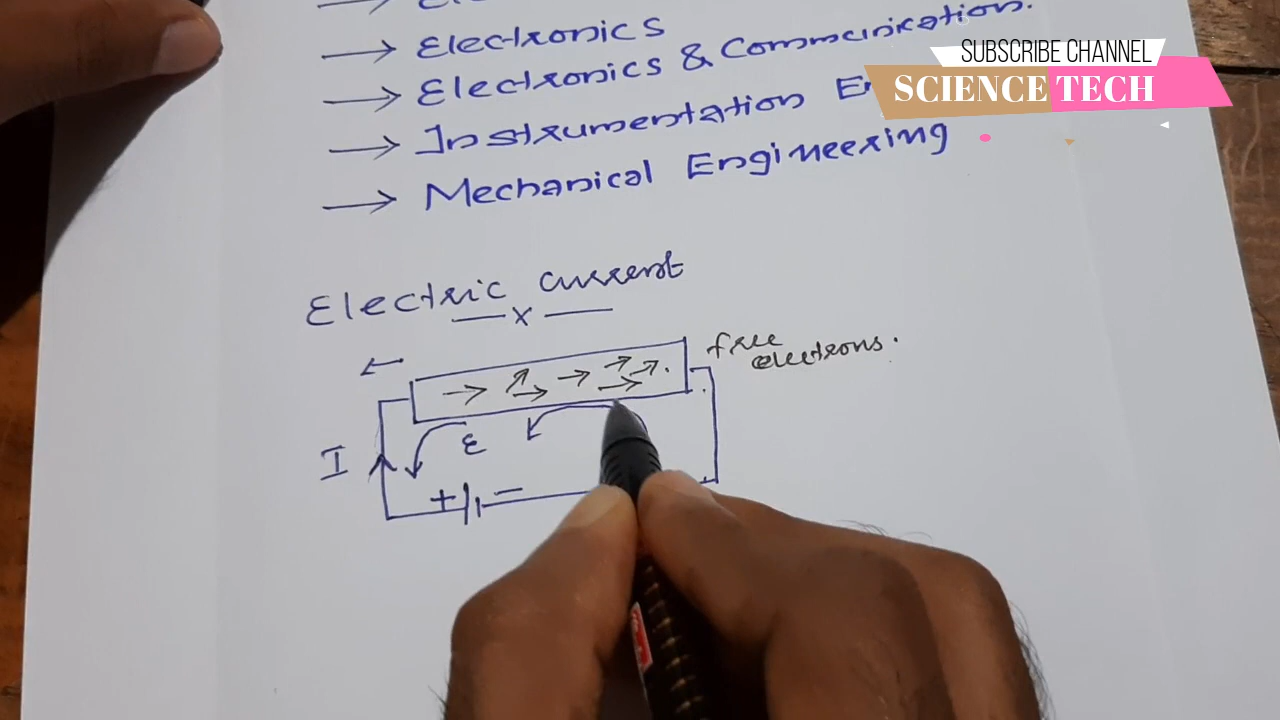 → Electronics
→ Electronics & Communication.
→ Instrumentation
→ Mechanical Engineering
SUBSCRIBE CHANNEL
SCIENCE TECH
Electric current
— x —
free
electrons.
I
ε
+ −